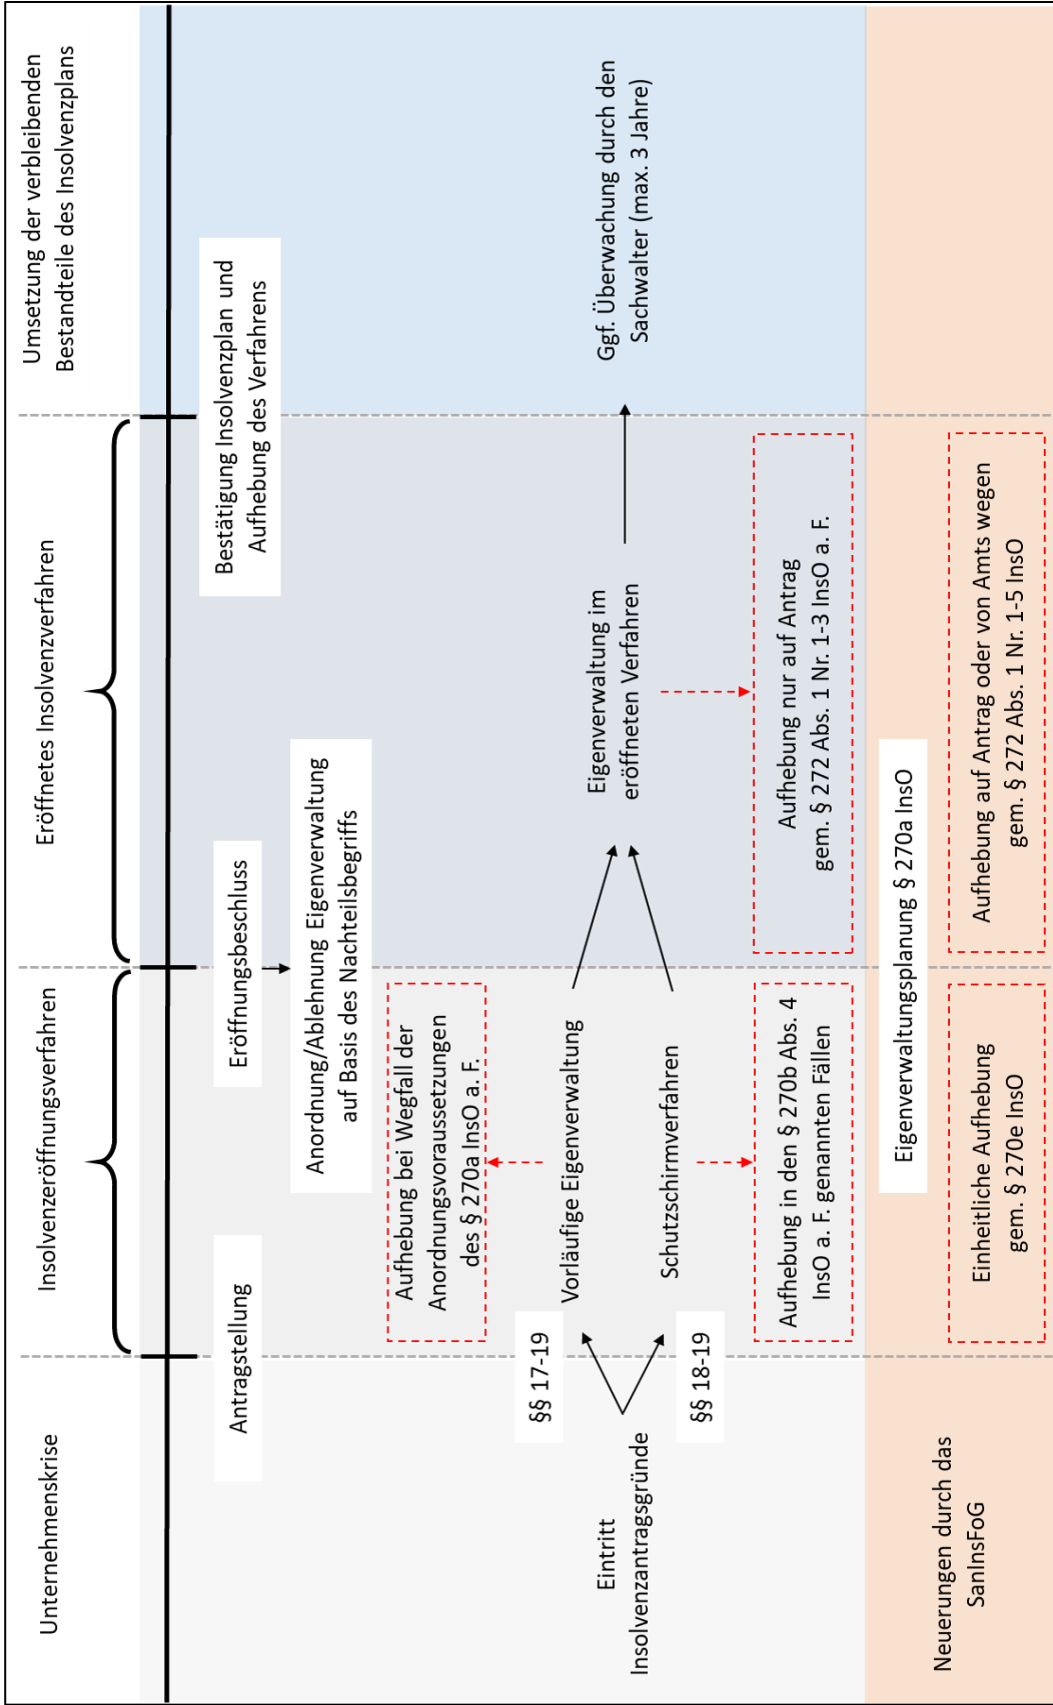 Unternehmenskrise
Insolvenzeröffnungsverfahren
Eröffnetes Insolvenzverfahren
Umsetzung der verbleibenden
Bestandteile des Insolvenzplans
Antragstellung
Eröffnungsbeschluss
Bestätigung Insolvenzplan und
Aufhebung des Verfahrens
Anordnung/Ablehnung Eigenverwaltung
auf Basis des Nachteilsbegriffs
Aufhebung bei Wegfall der
Anordnungsvoraussetzungen
des § 270a InsO a. F.
§§ 17-19
Vorläufige Eigenverwaltung
Eintritt
Insolvenzantragsgründe
Eigenverwaltung im
eröffneten Verfahren
Ggf. Überwachung durch den
Sachwalter (max. 3 Jahre)
§§ 18-19
Schutzschirmverfahren
Aufhebung in den § 270b Abs. 4
InsO a. F. genannten Fällen
Aufhebung nur auf Antrag
gem. § 272 Abs. 1 Nr. 1-3 InsO a. F.
Eigenverwaltungsplanung § 270a InsO
Neuerungen durch das
SanInsFoG
Einheitliche Aufhebung
gem. § 270e InsO
Aufhebung auf Antrag oder von Amts wegen
gem. § 272 Abs. 1 Nr. 1-5 InsO